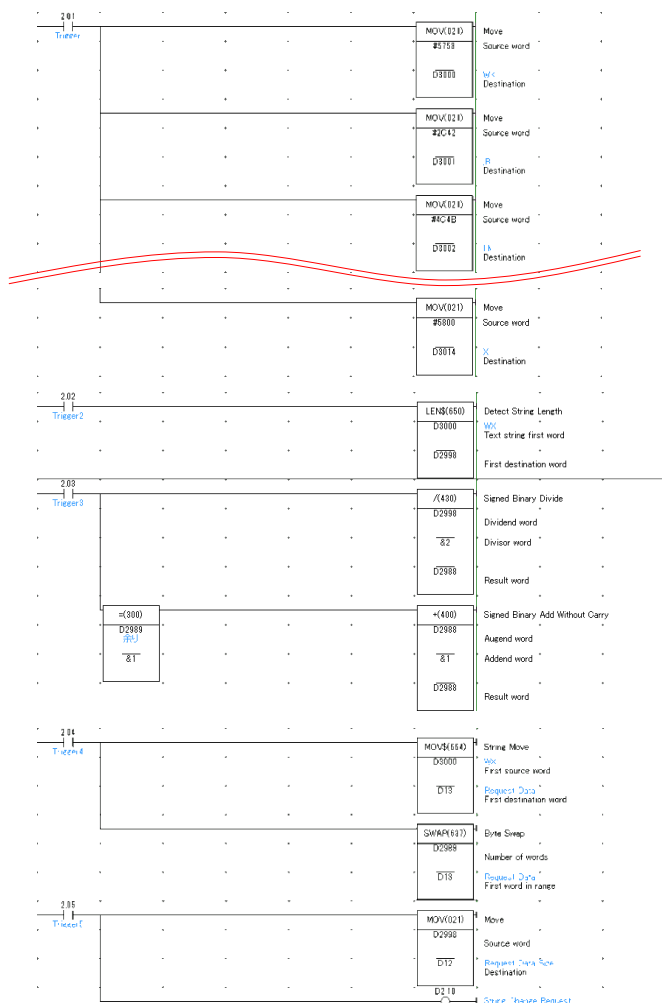 2.01
Trigger
MOV(021) Move
#5758 Source word
D3000 WX
Destination
MOV(021) Move
#2C42 Source word
D3001
Destination
MOV(021) Move
#4C4B Source word
D3002
Destination
MOV(021) Move
#5800 Source word
D3014 X
Destination
2.02
Trigger2
LEN$(650) Detect String Length
D3000 WX
Text string first word
D2998
First destination word
2.03
Trigger3
/(430) Signed Binary Divide
D2998
Dividend word
&2 Divisor word
D2988
Result word
=(300)
D2989
余り
&1
+(400) Signed Binary Add Without Carry
D2988
Augend word
&1 Addend word
D2988
Result word
2.04
Trigger4
MOV$(664) String Move
D3000 WX
First source word
D13 Request Data
First destination word
SWAP(637) Byte Swap
Number of words
D13 Request Data
First word in range
2.05
MOV(021) Move
D2998
Source word
D12 Request Data Size
Destination
D2.10
String Change Request